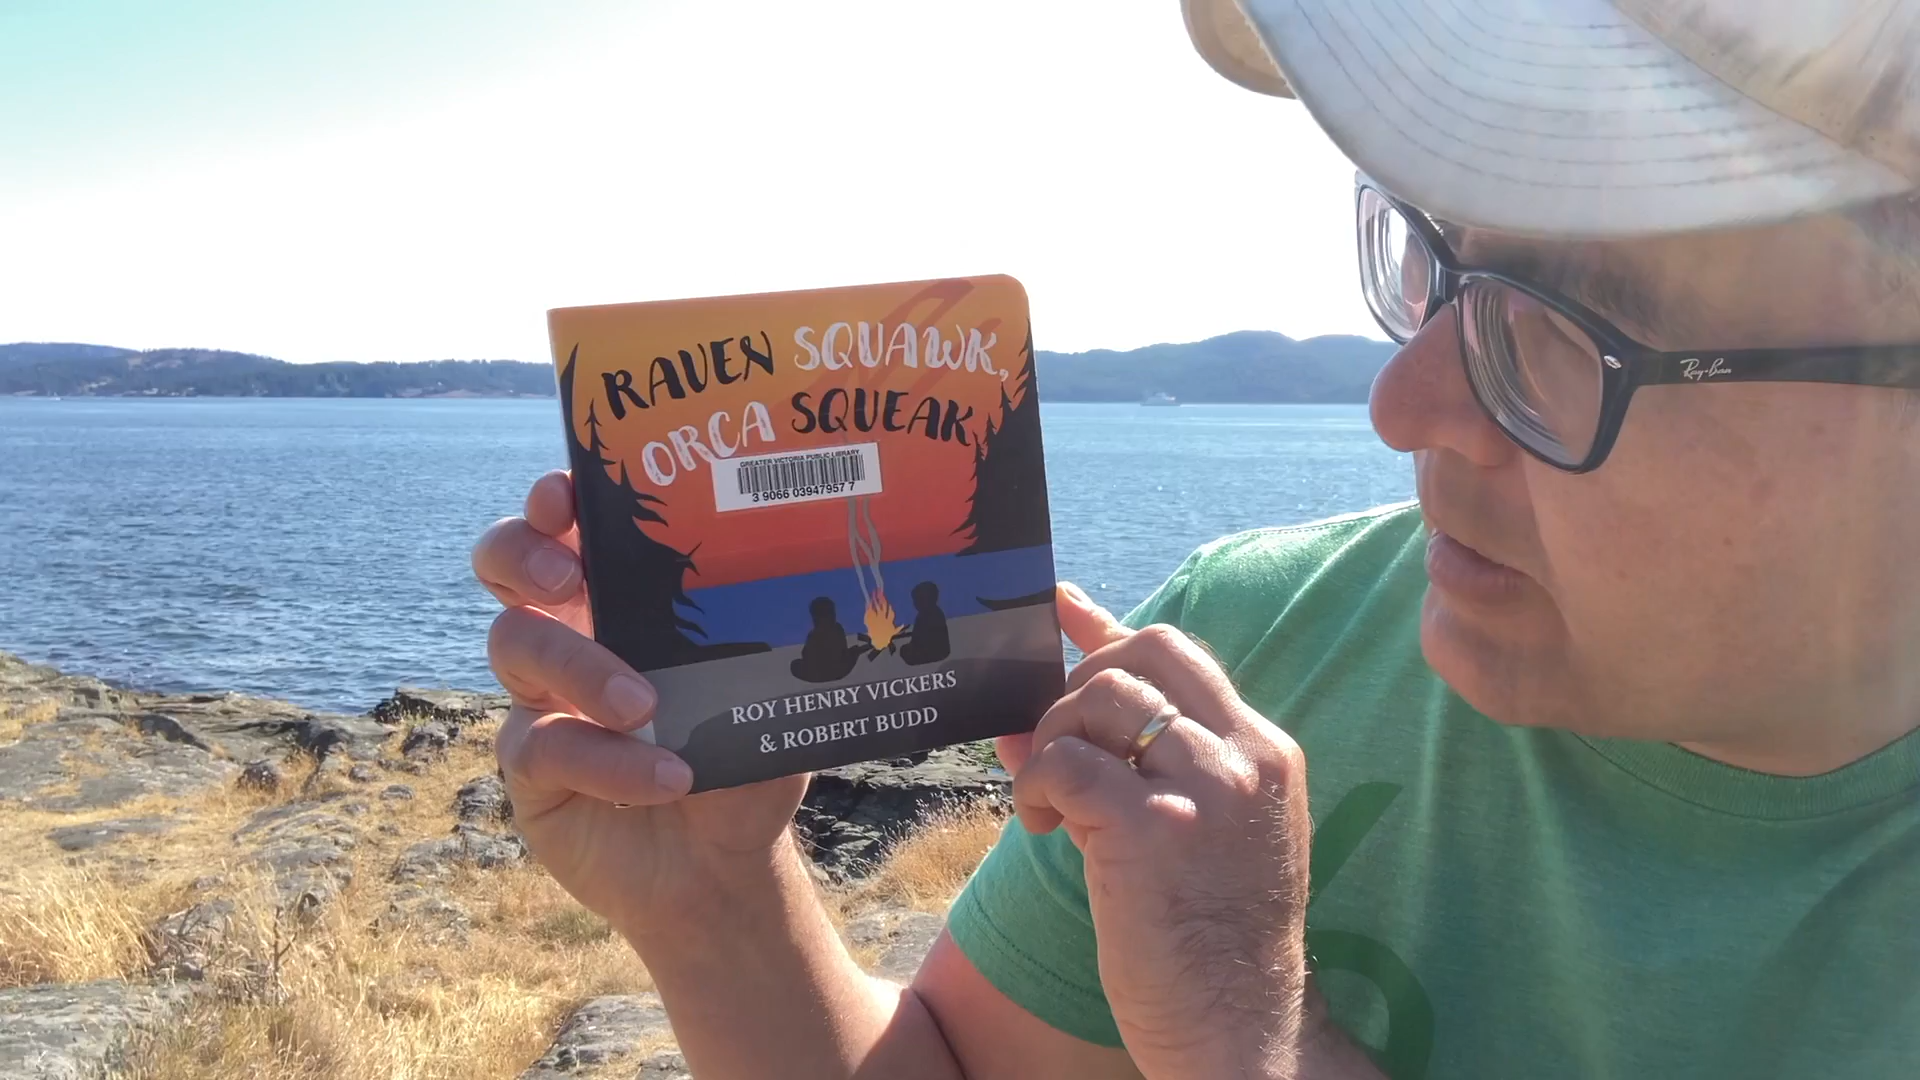 RAVEN SQUAWK,
ORCA SQUEAK
GREATER VICTORIA PUBLIC LIBRARY
3 9066 03947957 7
ROY HENRY VICKERS
& ROBERT BUDD
Ray-Ban